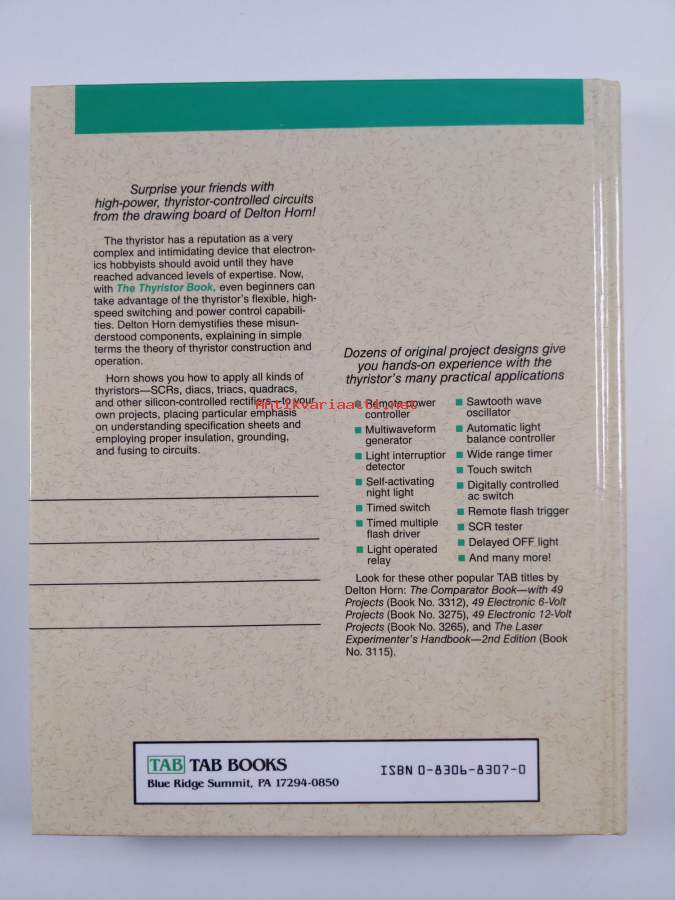 Surprise your friends with
high-power, thyristor-controlled circuits
from the drawing board of Delton Horn!
The thyristor has a reputation as a very
complex and intimidating device that electron-
ics hobbyists should avoid until they have
reached advanced levels of expertise. Now,
with The Thyristor Book, even beginners can
take advantage of the thyristor's flexible, high-
speed switching and power control capabili-
ties. Delton Horn demystifies these misun-
derstood components, explaining in simple
terms the theory of thyristor construction and
operation.
Horn shows you how to apply all kinds of
thyristors—SCRs, diacs, triacs, quadracs,
and other silicon-controlled rectifiers—to your
own projects, placing particular emphasis
on understanding specification sheets and
employing proper insulation, grounding,
and fusing to circuits.
Antikvariaatti.net
Dozens of original project designs give
you hands-on experience with the
thyristor's many practical applications
■ Remote power
controller
■ Multiwaveform
generator
■ Light interruptior
detector
■ Self-activating
night light
■ Timed switch
■ Timed multiple
flash driver
■ Light operated
relay
■ Sawtooth wave
oscillator
■ Automatic light
balance controller
■ Wide range timer
■ Touch switch
■ Digitally controlled
ac switch
■ Remote flash trigger
■ SCR tester
■ Delayed OFF light
■ And many more!
Look for these other popular TAB titles by
Delton Horn: The Comparator Book—with 49
Projects (Book No. 3312), 49 Electronic 6-Volt
Projects (Book No. 3275), 49 Electronic 12-Volt
Projects (Book No. 3265), and The Laser
Experimenter's Handbook—2nd Edition (Book
No. 3115).
TAB TAB BOOKS
Blue Ridge Summit, PA 17294-0850
ISBN 0-8306-8307-0